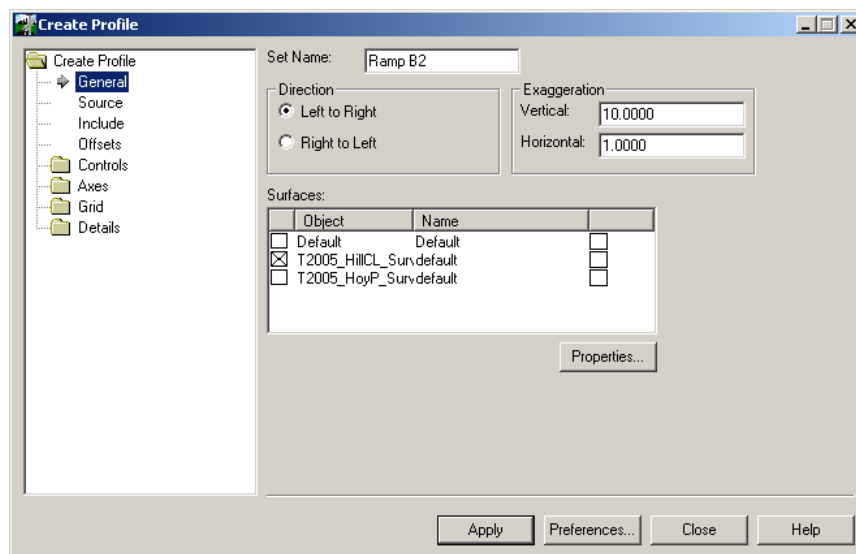 Create Profile
Create Profile
General
Source
Include
Offsets
Controls
Axes
Grid
Details
Set Name: Ramp B2
Direction
Left to Right
Right to Left
Exaggeration
Vertical: 10.0000
Horizontal: 1.0000
Surfaces:
Object Name
Default Default
T2005_HillCL_Surv default
T2005_HoyP_Surv default
Properties...
Apply Preferences... Close Help